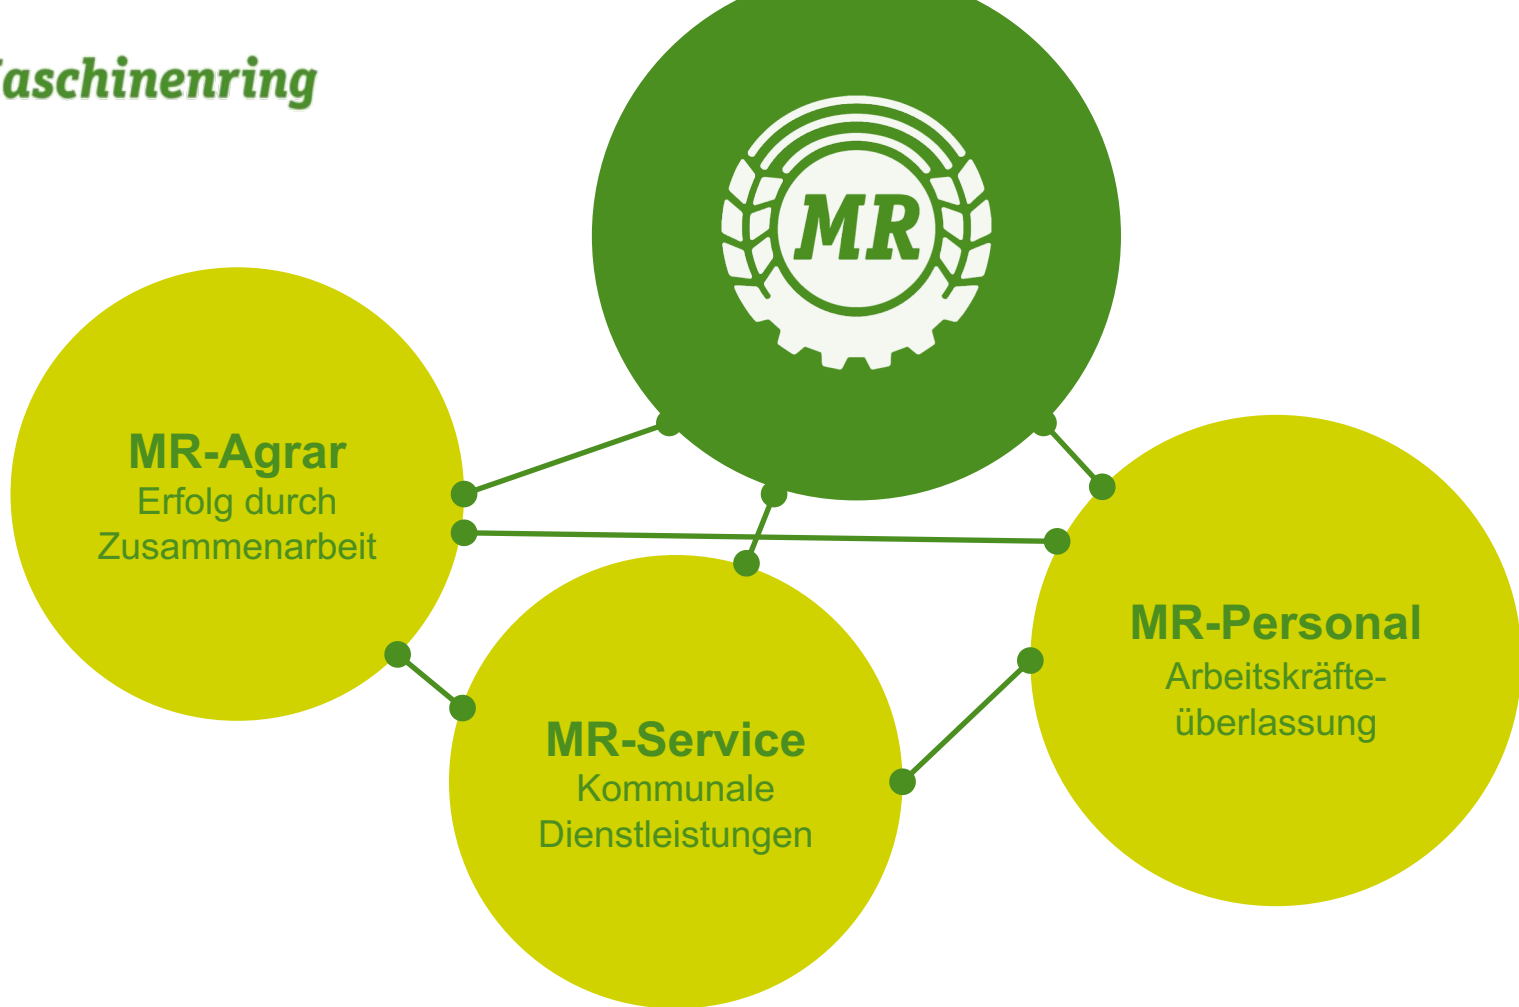 aschinenring
MR
MR-Agrar
Erfolg durch
Zusammenarbeit
MR-Service
Kommunale
Dienstleistungen
MR-Personal
Arbeitskräfte-
überlassung